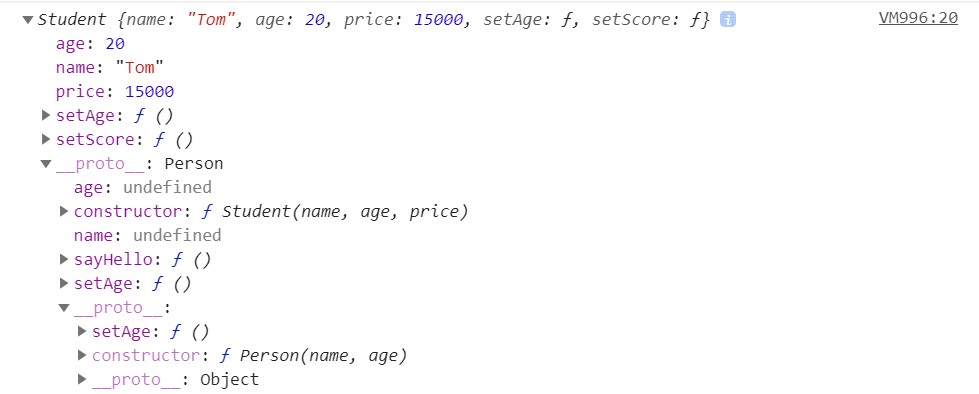 Student {name: "Tom", age: 20, price: 15000, setAge: ƒ, setScore: ƒ} i VM996:20
age: 20
name: "Tom"
price: 15000
setAge: ƒ ()
setScore: ƒ ()
__proto__: Person
age: undefined
constructor: ƒ Student(name, age, price)
name: undefined
sayHello: ƒ ()
setAge: ƒ ()
__proto__:
setAge: ƒ ()
constructor: ƒ Person(name, age)
__proto__: Object